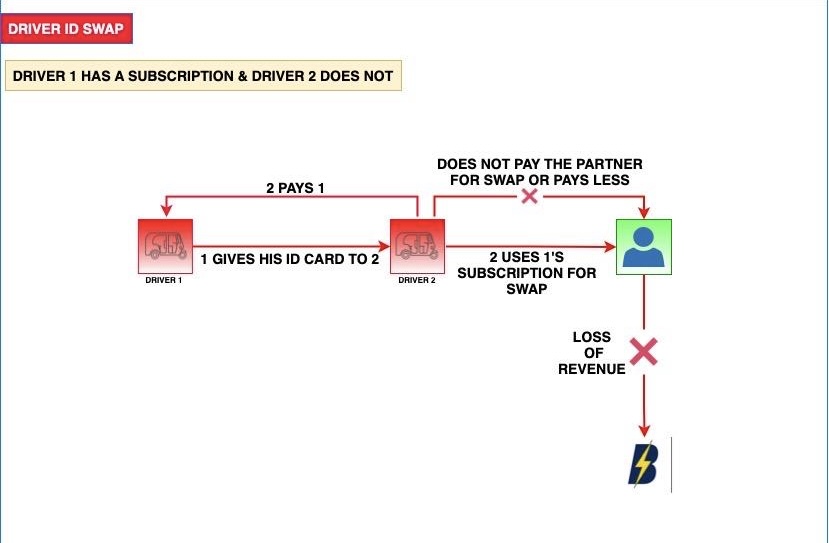 DRIVER ID SWAP
DRIVER 1 HAS A SUBSCRIPTION & DRIVER 2 DOES NOT
DOES NOT PAY THE PARTNER
FOR SWAP OR PAYS LESS
2 PAYS 1
1 GIVES HIS ID CARD TO 2
2 USES 1'S
SUBSCRIPTION FOR
SWAP
DRIVER 1
DRIVER 2
LOSS
OF
REVENUE
B